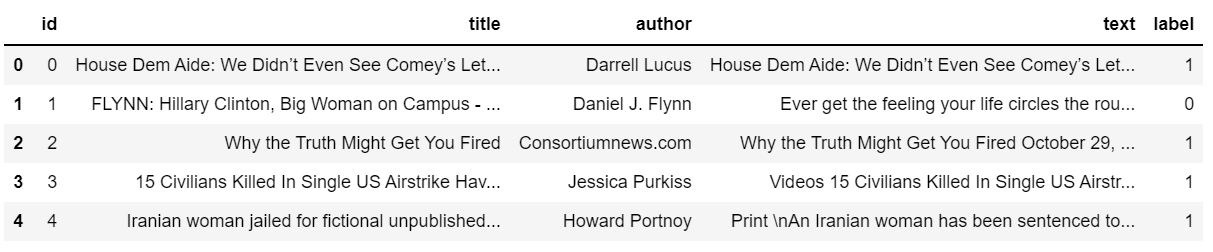 id title author text label
0 0 House Dem Aide: We Didn’t Even See Comey’s Let... Darrell Lucus House Dem Aide: We Didn’t Even See Comey’s Let... 1
1 1 FLYNN: Hillary Clinton, Big Woman on Campus - ... Daniel J. Flynn Ever get the feeling your life circles the rou... 0
2 2 Why the Truth Might Get You Fired Consortiumnews.com Why the Truth Might Get You Fired October 29, ... 1
3 3 15 Civilians Killed In Single US Airstrike Hav... Jessica Purkiss Videos 15 Civilians Killed In Single US Airstr... 1
4 4 Iranian woman jailed for fictional unpublished... Howard Portnoy Print \nAn Iranian woman has been sentenced to... 1